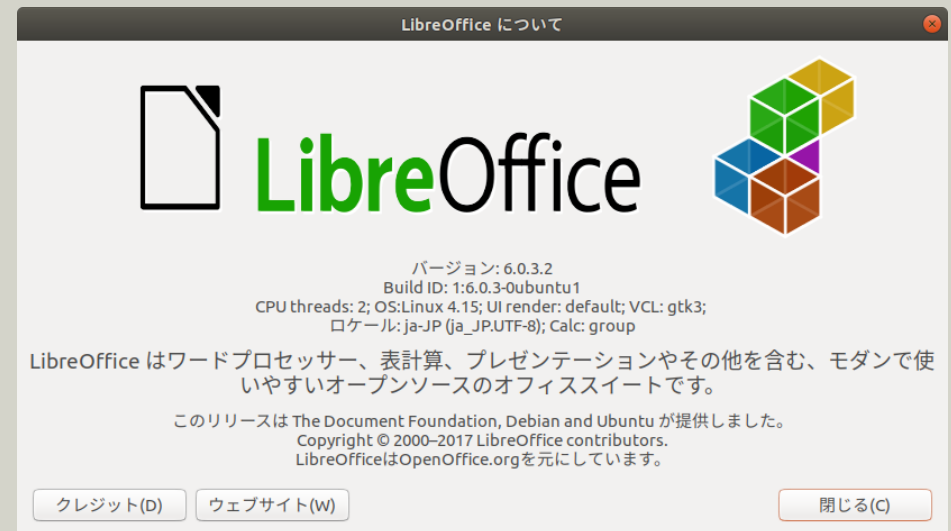 LibreOffice について
LibreOffice
バージョン: 6.0.3.2
Build ID: 1:6.0.3-0ubuntu1
CPU threads: 2; OS:Linux 4.15; UI render: default; VCL: gtk3;
ロケール: ja-JP (ja_JP.UTF-8); Calc: group
LibreOffice はワードプロセッサー、表計算、プレゼンテーションやその他を含む、モダンで使
いやすいオープンソースのオフィススイートです。
このリリースは The Document Foundation, Debian and Ubuntu が提供しました。
Copyright © 2000–2017 LibreOffice contributors.
LibreOfficeはOpenOffice.orgを元にしています。
クレジット(D) ウェブサイト(W) 閉じる(C)